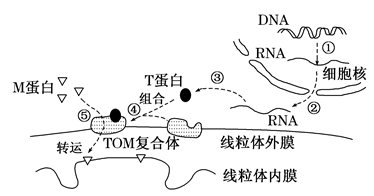 DNA
RNA
①
细胞核
T蛋白
③
②
M蛋白
组合
④
RNA
⑤
TOM复合体
线粒体外膜
转运
线粒体内膜